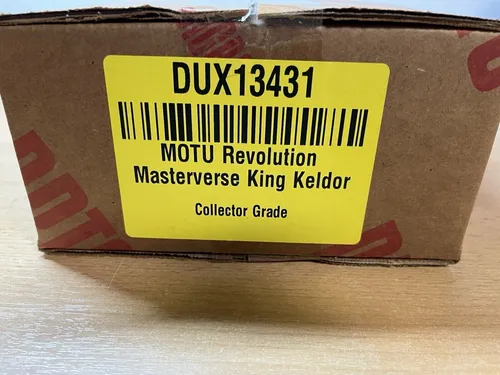 DUX13431
MOTU Revolution
Masterverse King Keldor
Collector Grade